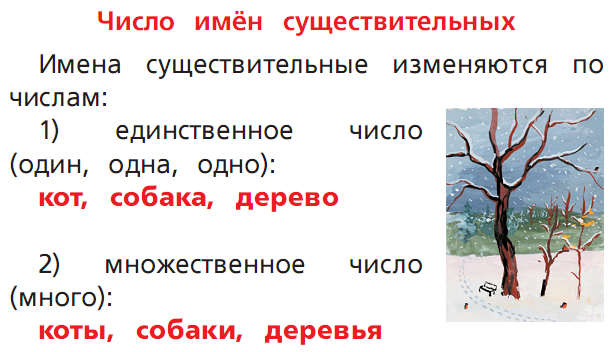 Число имён существительных
Имена существительные изменяются по
числам:
1) единственное число
(один, одна, одно):
кот, собака, дерево
2) множественное число
(много):
коты, собаки, деревья